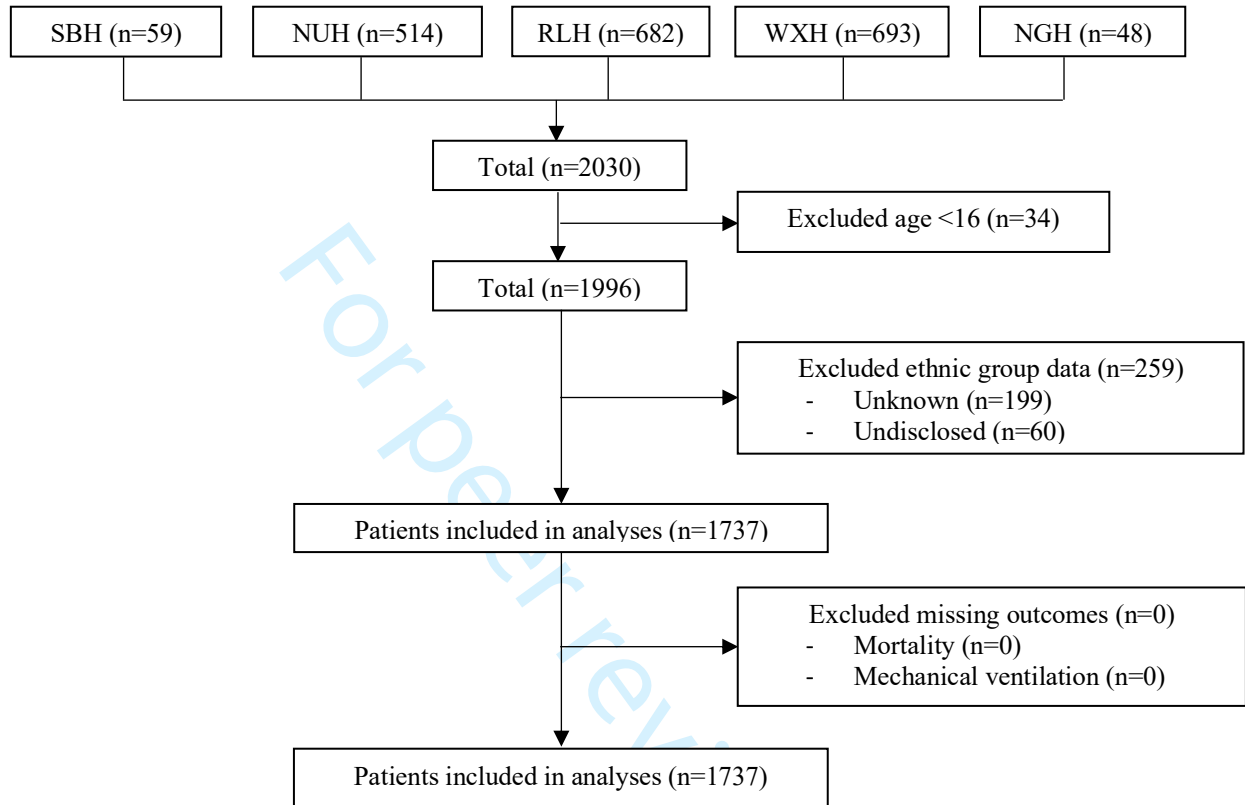 SBH (n=59)
NUH (n=514)
RLH (n=682)
WXH (n=693)
NGH (n=48)
Total (n=2030)
Excluded age <16 (n=34)
Total (n=1996)
Excluded ethnic group data (n=259)
- Unknown (n=199)
- Undisclosed (n=60)
Patients included in analyses (n=1737)
Excluded missing outcomes (n=0)
- Mortality (n=0)
- Mechanical ventilation (n=0)
Patients included in analyses (n=1737)
For peer revi